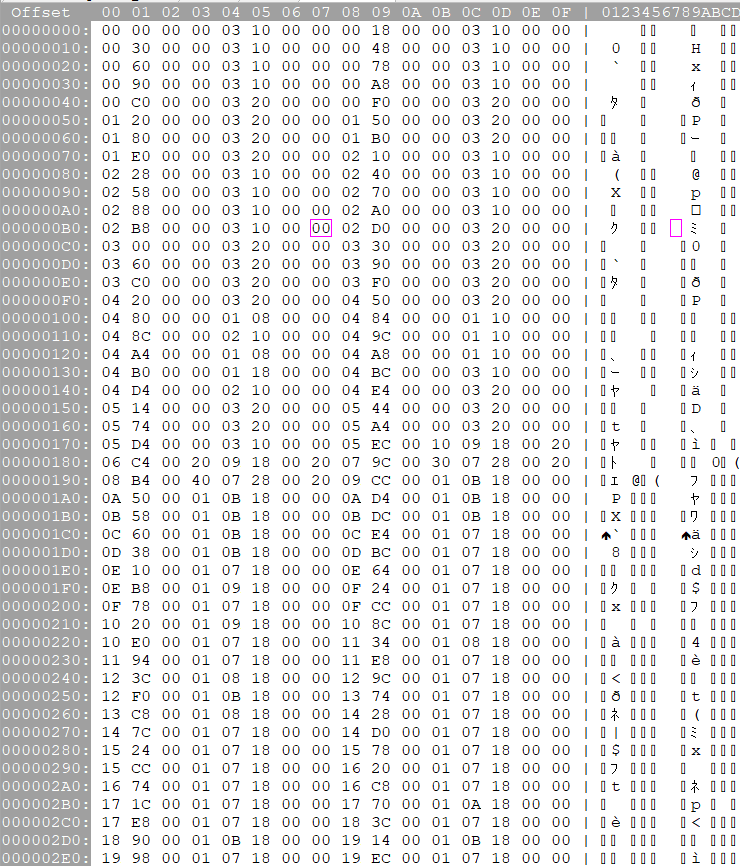 Offset 00 01 02 03 04 05 06 07 08 09 0A 0B 0C 0D 0E 0F | 0123456789ABCD
00000000: 00 00 00 00 03 10 00 00 00 18 00 00 03 10 00 00 |
00000010: 00 30 00 00 03 10 00 00 00 48 00 00 03 10 00 00 | 0 H
00000020: 00 60 00 00 03 10 00 00 00 78 00 00 03 10 00 00 | ` x
00000030: 00 90 00 00 03 10 00 00 00 A8 00 00 03 10 00 00 | ィ
00000040: 00 C0 00 00 03 20 00 00 00 F0 00 00 03 20 00 00 | タ ð
00000050: 01 20 00 00 03 20 00 00 01 50 00 00 03 20 00 00 | P
00000060: 01 80 00 00 03 20 00 00 01 B0 00 00 03 20 00 00 | ー
00000070: 01 E0 00 00 03 20 00 00 02 10 00 00 03 10 00 00 | à
00000080: 02 28 00 00 03 10 00 00 02 40 00 00 03 10 00 00 | ( @
00000090: 02 58 00 00 03 10 00 00 02 70 00 00 03 10 00 00 | X p
000000A0: 02 88 00 00 03 10 00 00 02 A0 00 00 03 10 00 00 |
000000B0: 02 B8 00 00 03 10 00 00 02 D0 00 00 03 20 00 00 | ク ミ
000000C0: 03 00 00 00 03 20 00 00 03 30 00 00 03 20 00 00 | 0
000000D0: 03 60 00 00 03 20 00 00 03 90 00 00 03 20 00 00 | `
000000E0: 03 C0 00 00 03 20 00 00 03 F0 00 00 03 20 00 00 | タ ð
000000F0: 04 20 00 00 03 20 00 00 04 50 00 00 03 20 00 00 | P
00000100: 04 80 00 00 01 08 00 00 04 84 00 00 01 10 00 00 |
00000110: 04 8C 00 00 02 10 00 00 04 9C 00 00 01 10 00 00 |
00000120: 04 A4 00 00 01 08 00 00 04 A8 00 00 01 10 00 00 | 、 ィ
00000130: 04 B0 00 00 01 18 00 00 04 BC 00 00 03 10 00 00 | ー シ
00000140: 04 D4 00 00 02 10 00 00 04 E4 00 00 03 20 00 00 | ヤ ä
00000150: 05 14 00 00 03 20 00 00 05 44 00 00 03 20 00 00 | D
00000160: 05 74 00 00 03 20 00 00 05 A4 00 00 03 20 00 00 | t 、
00000170: 05 D4 00 00 03 10 00 00 05 EC 00 10 09 18 00 20 | ヤ ì
00000180: 06 C4 00 20 09 18 00 20 07 9C 00 30 07 28 00 20 | ト 0 (
00000190: 08 B4 00 40 07 28 00 20 09 CC 00 01 0B 18 00 00 | エ @ ( フ
000001A0: 0A 50 00 01 0B 18 00 00 0A D4 00 01 0B 18 00 00 | P ヤ
000001B0: 0B 58 00 01 0B 18 00 00 0B DC 00 01 0B 18 00 00 | X ワ
000001C0: 0C 60 00 01 0B 18 00 00 0C E4 00 01 07 18 00 00 | ` ä
000001D0: 0D 38 00 01 0B 18 00 00 0D BC 00 01 07 18 00 00 | 8 シ
000001E0: 0E 10 00 01 07 18 00 00 0E 64 00 01 07 18 00 00 | d
000001F0: 0E B8 00 01 09 18 00 00 0F 24 00 01 07 18 00 00 | ク $
00000200: 0F 78 00 01 07 18 00 00 0F CC 00 01 07 18 00 00 | x フ
00000210: 10 20 00 01 09 18 00 00 10 8C 00 01 07 18 00 00 |
00000220: 10 E0 00 01 07 18 00 00 11 34 00 01 08 18 00 00 | à 4
00000230: 11 94 00 01 07 18 00 00 11 E8 00 01 07 18 00 00 | è
00000240: 12 3C 00 01 08 18 00 00 12 9C 00 01 07 18 00 00 | <
00000250: 12 F0 00 01 0B 18 00 00 13 74 00 01 07 18 00 00 | ð t
00000260: 13 C8 00 01 08 18 00 00 14 28 00 01 07 18 00 00 | ネ (
00000270: 14 7C 00 01 07 18 00 00 14 D0 00 01 07 18 00 00 | | ミ
00000280: 15 24 00 01 07 18 00 00 15 78 00 01 07 18 00 00 | $ x
00000290: 15 CC 00 01 07 18 00 00 16 20 00 01 07 18 00 00 | フ
000002A0: 16 74 00 01 07 18 00 00 16 C8 00 01 07 18 00 00 | t ネ
000002B0: 17 1C 00 01 07 18 00 00 17 70 00 01 0A 18 00 00 | p
000002C0: 17 E8 00 01 07 18 00 00 18 3C 00 01 07 18 00 00 | è <
000002D0: 18 90 00 01 0B 18 00 00 19 14 00 01 0B 18 00 00 |
000002E0: 19 98 00 01 07 18 00 00 19 EC 00 01 07 18 00 00 | ì